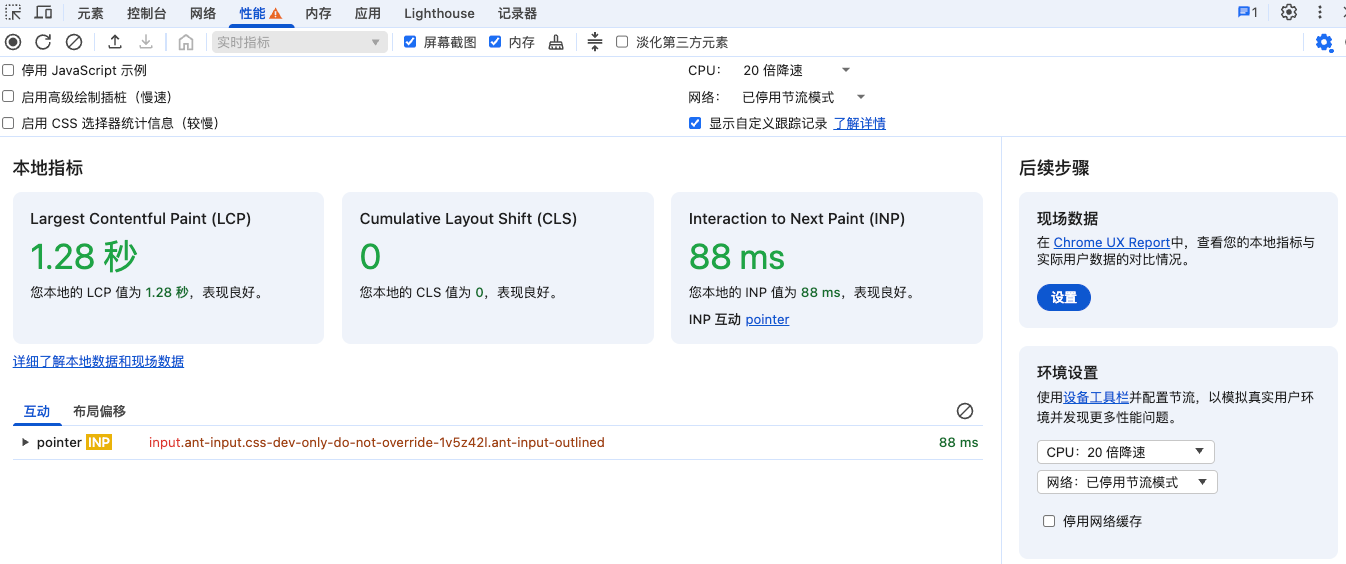 元素 控制台 网络 性能 内存 应用 Lighthouse 记录器 1
实时指标 屏幕截图 内存 淡化第三方元素
停用 JavaScript 示例 CPU： 20 倍降速
启用高级绘制插桩（慢速） 网络： 已停用节流模式
启用 CSS 选择器统计信息（较慢） 显示自定义跟踪记录 了解详情
本地指标
Largest Contentful Paint (LCP)
1.28 秒
您本地的 LCP 值为 1.28 秒，表现良好。
Cumulative Layout Shift (CLS)
0
您本地的 CLS 值为 0，表现良好。
Interaction to Next Paint (INP)
88 ms
您本地的 INP 值为 88 ms，表现良好。
INP 互动 pointer
详细了解本地数据和现场数据
互动 布局偏移
pointer INP input.ant-input.css-dev-only-do-not-override-1v5z42l.ant-input-outlined 88 ms
后续步骤
现场数据
在 Chrome UX Report中，查看您的本地指标与
实际用户数据的对比情况。
设置
环境设置
使用设备工具栏并配置节流，以模拟真实用户环
境并发现更多性能问题。
CPU：20 倍降速
网络：已停用节流模式
停用网络缓存